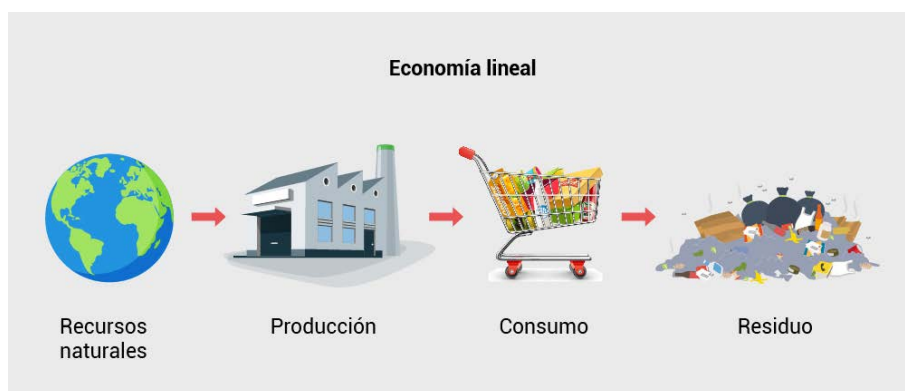 Economía lineal
Recursos
naturales
Producción
Consumo
Residuo